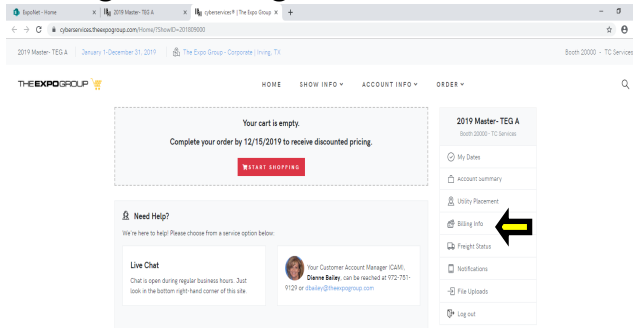 ExpoNet - Home
2019 Master- TEG A
cyberservices® | The Expo Group
cyberservices.theexpogroup.com/Home/?ShowID=201809000
2019 Master- TEG A | January 1-December 31, 2019 | The Expo Group - Corporate | Irving, TX
Booth 20000 - TC Services
THEEXPOGROUP
HOME SHOW INFO ACCOUNT INFO ORDER
Your cart is empty.
Complete your order by 12/15/2019 to receive discounted pricing.
START SHOPPING
Need Help?
We're here to help! Please choose from a service option below:
Live Chat
Chat is open during regular business hours. Just
look in the bottom right-hand corner of this site.
Your Customer Account Manager (CAM),
Dianne Bailey, can be reached at 972-751-
9129 or dbailey@theexpogroup.com
2019 Master- TEG A
Booth 20000 - TC Services
My Dates
Account Summary
Utility Placement
Billing Info
Freight Status
Notifications
File Uploads
Log out